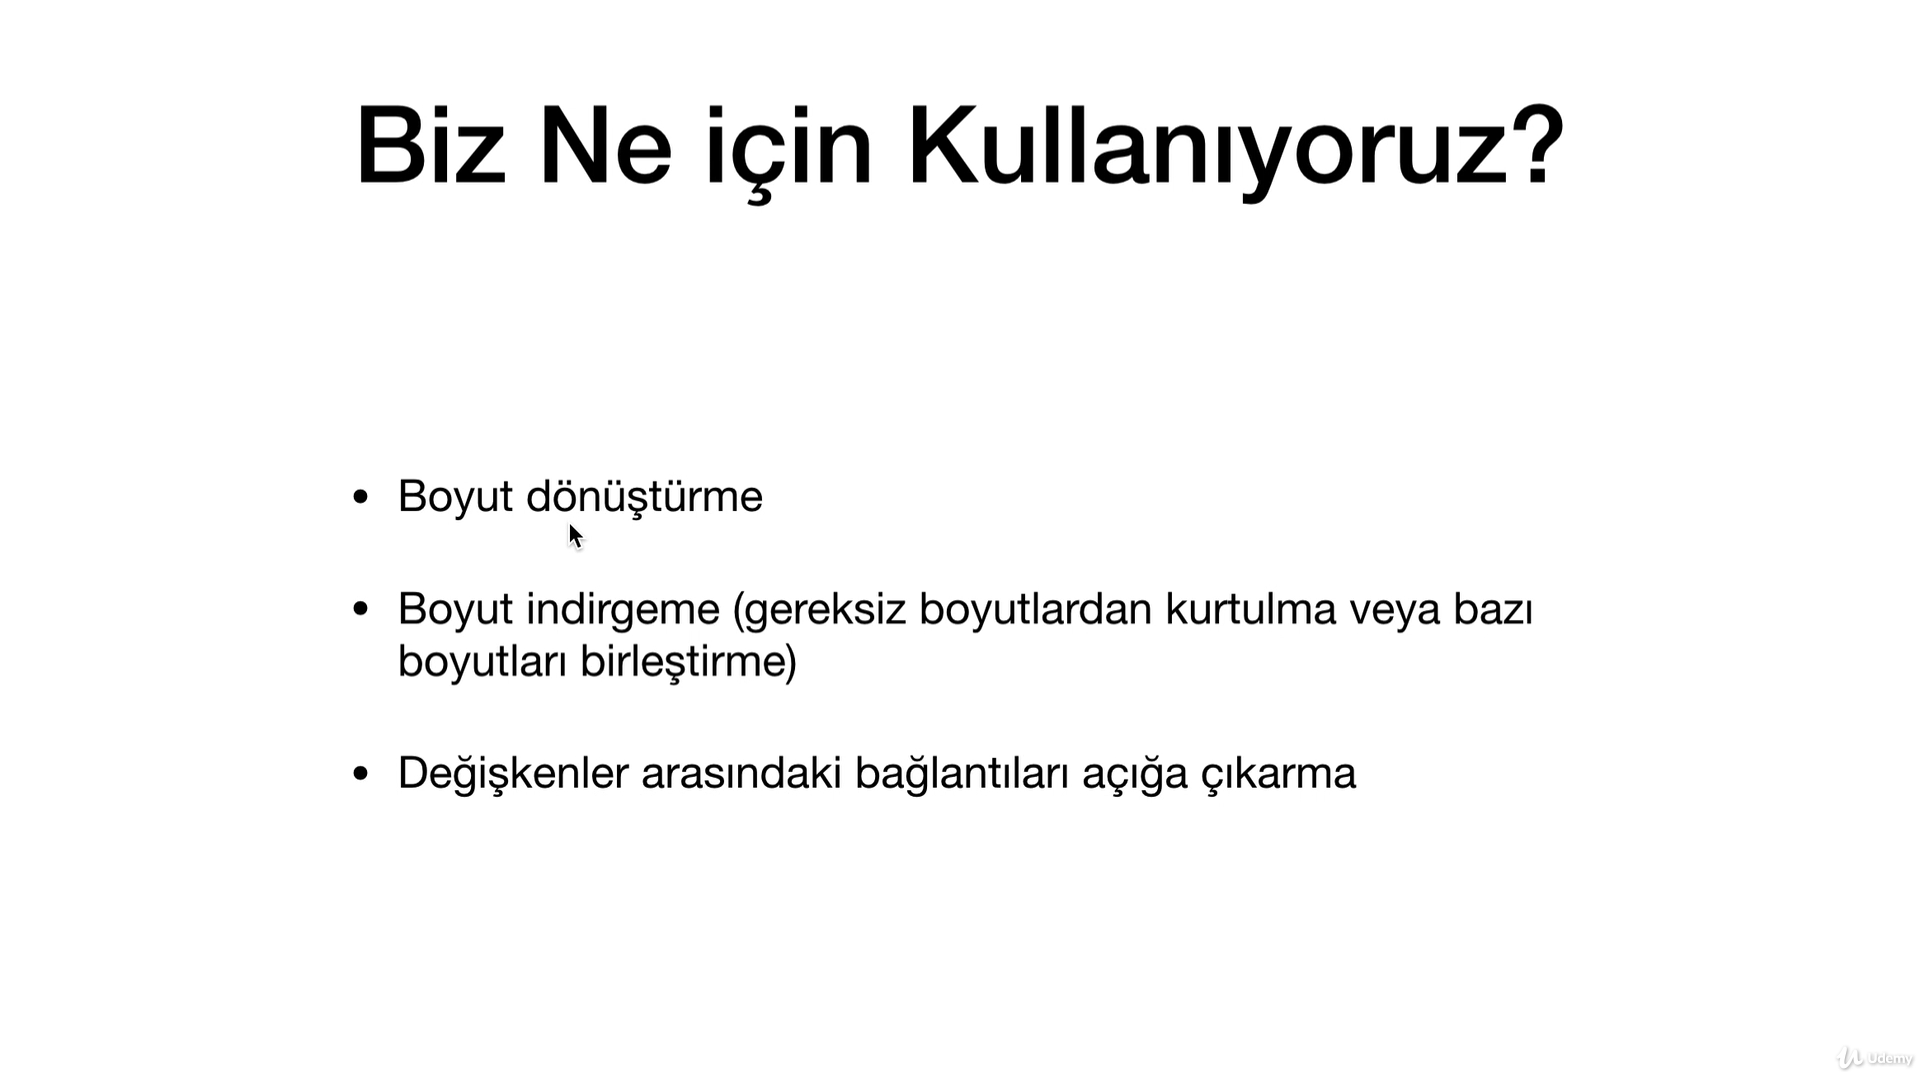 Biz Ne için Kullanıyoruz?
• Boyut dönüştürme
• Boyut indirgeme (gereksiz boyutlardan kurtulma veya bazı
boyutları birleştirme)
• Değişkenler arasındaki bağlantıları açığa çıkarma
Udemy